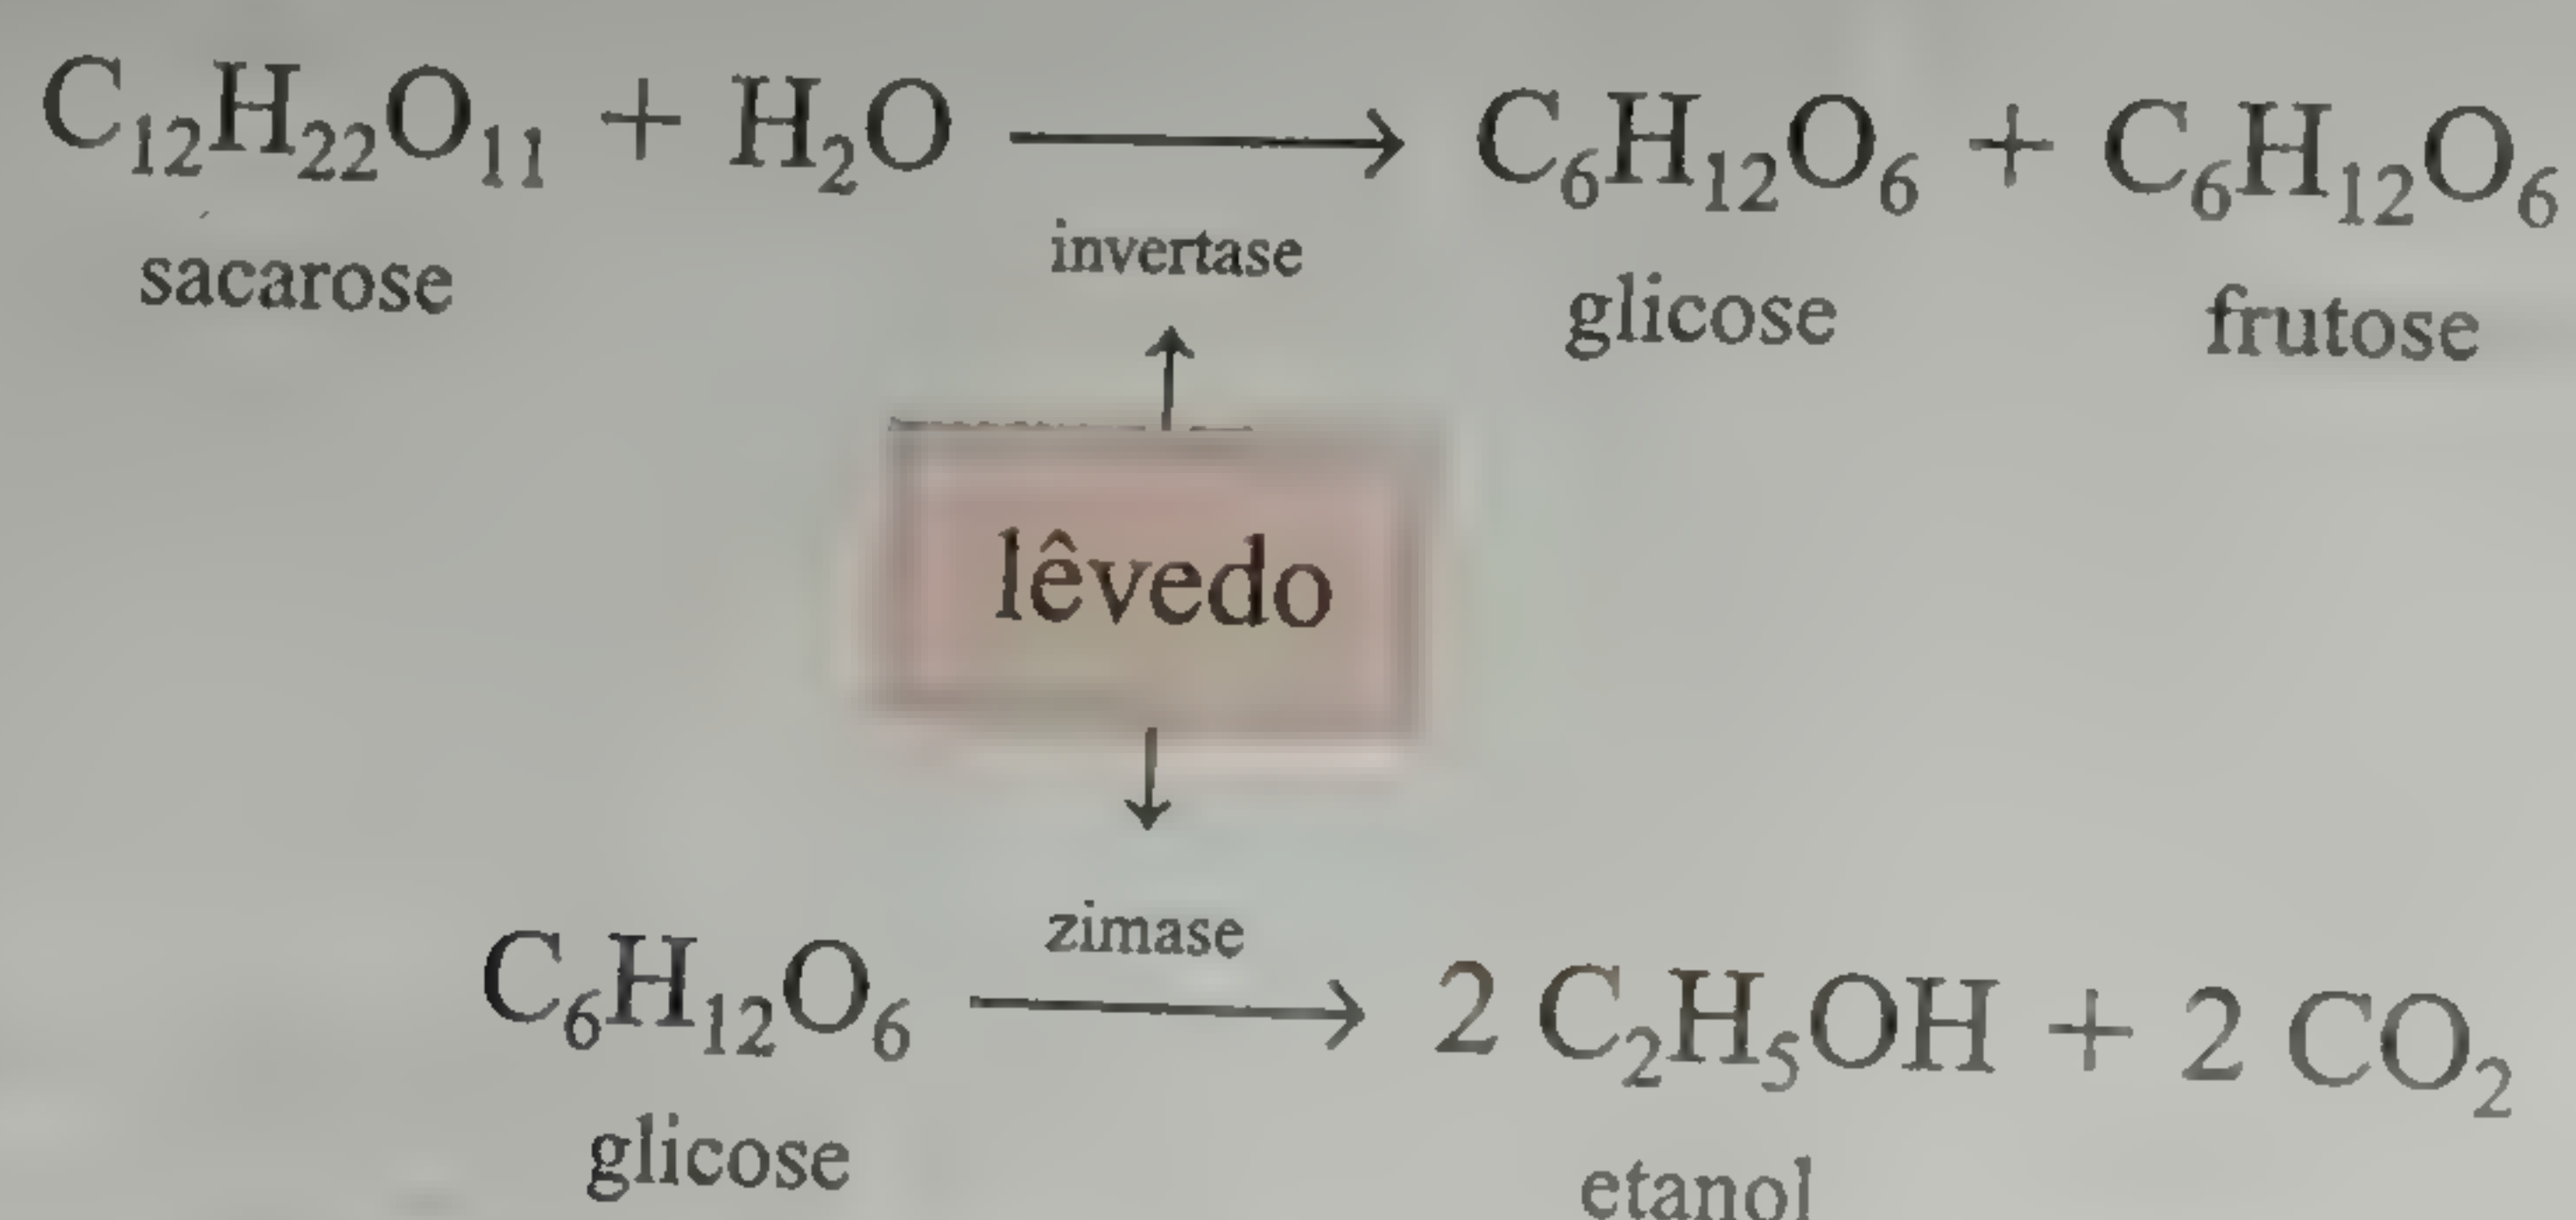 C₁₂H₂₂O₁₁ + H₂O → C₆H₁₂O₆ + C₆H₁₂O₆
sacarose invertase glicose frutose
lêvedo
zimase
C₆H₁₂O₆ → 2 C₂H₅OH + 2 CO₂
glicose etanol